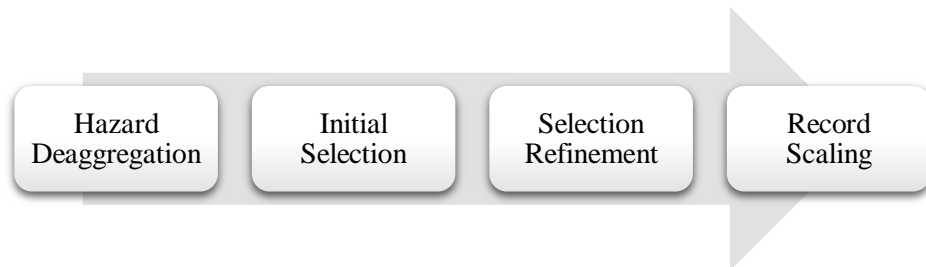 Hazard
Deaggregation
Initial
Selection
Selection
Refinement
Record
Scaling